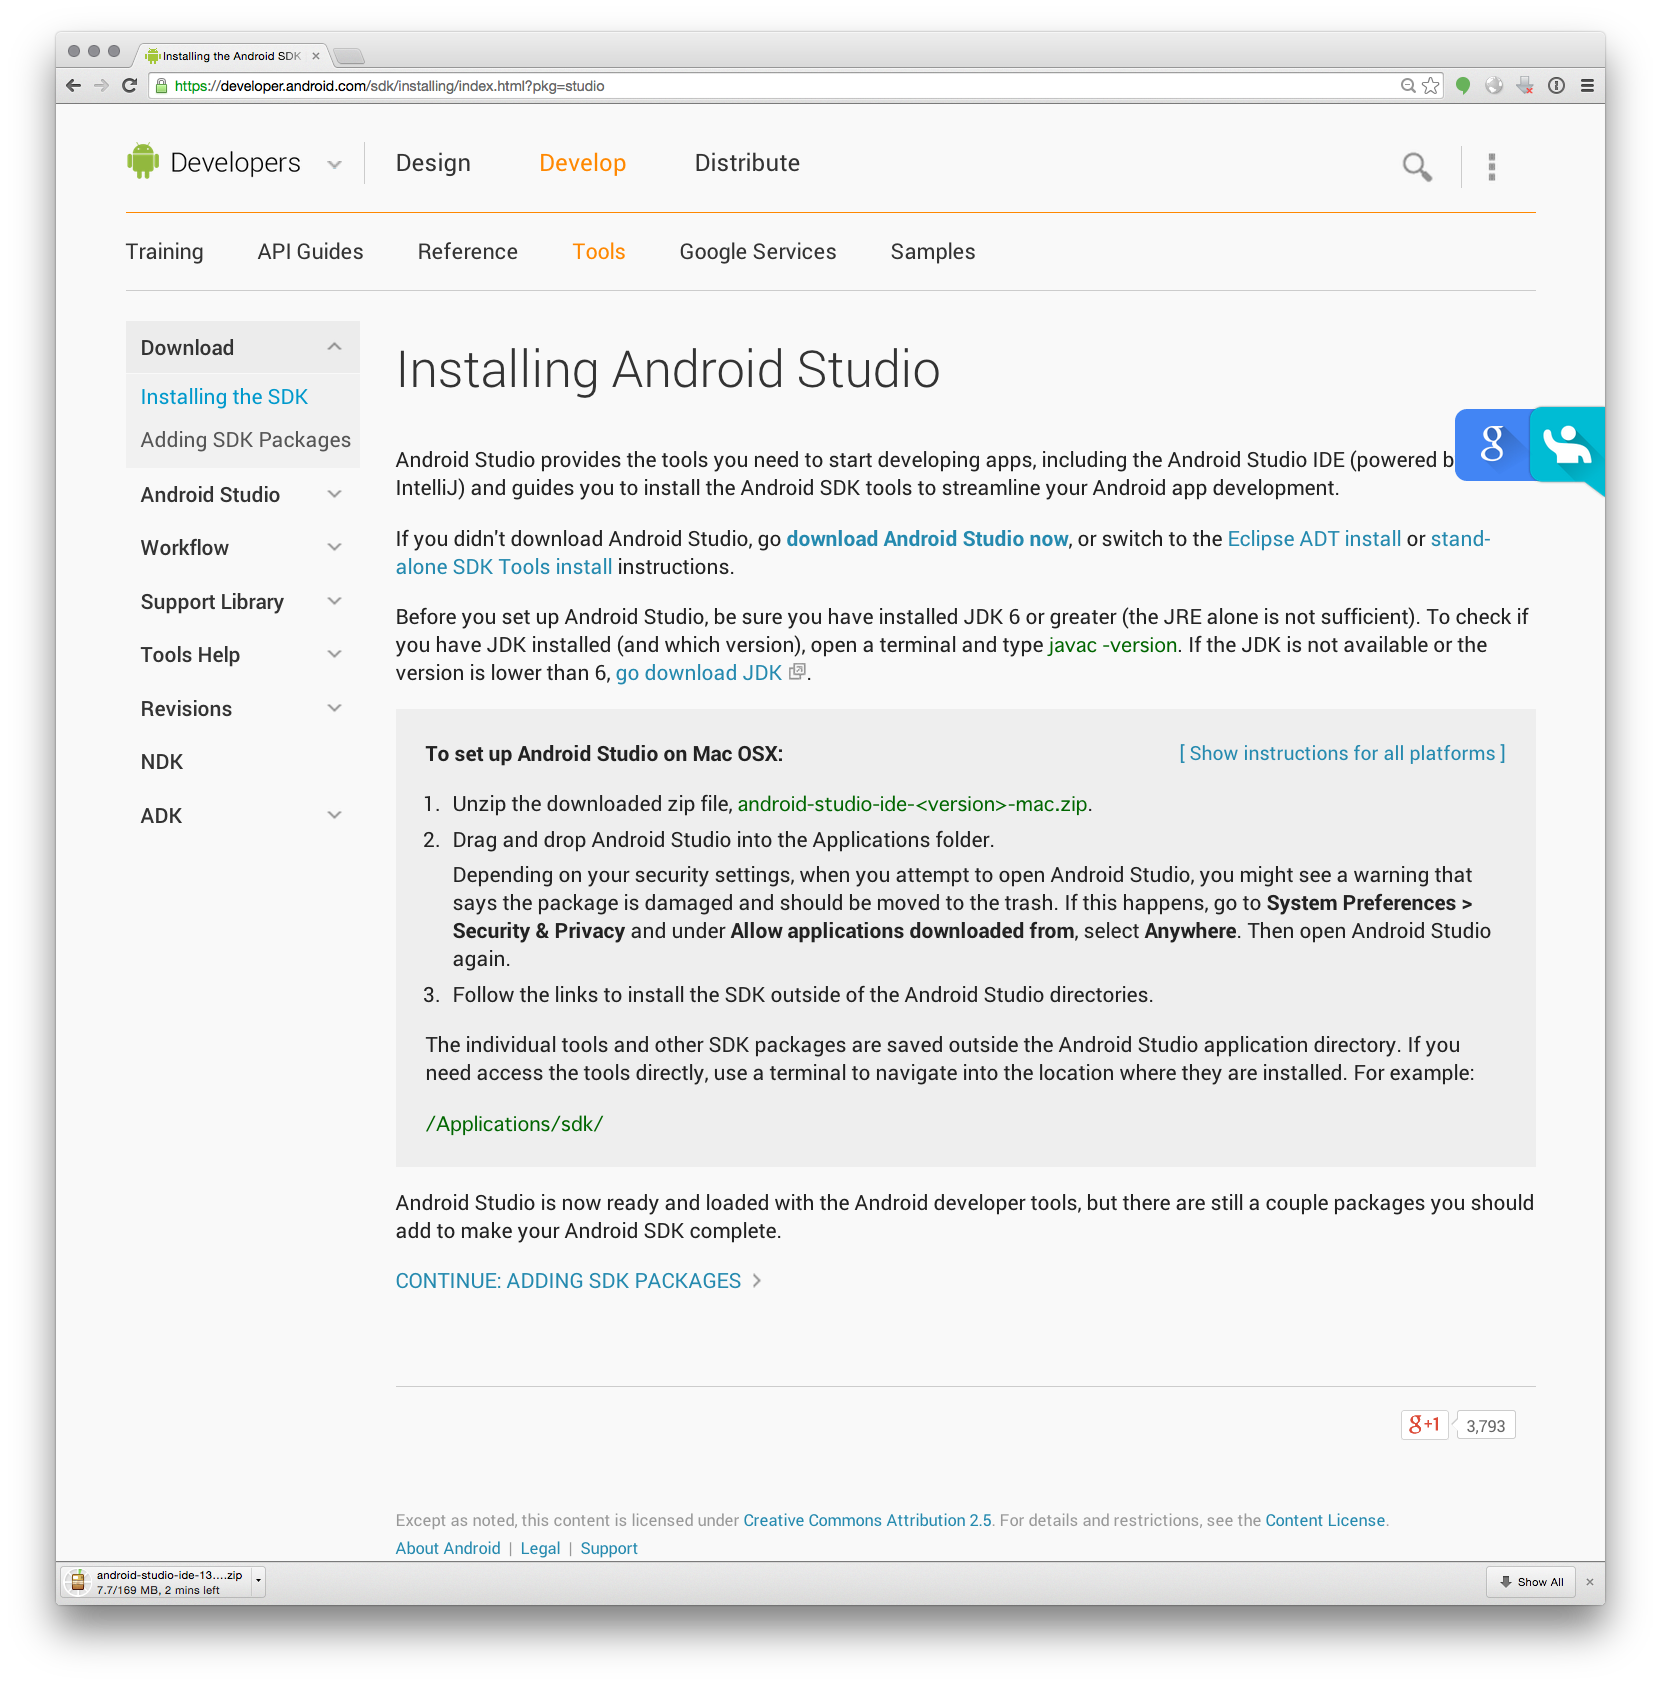 Installing the Android SDK
https://developer.android.com/sdk/installing/index.html?pkg=studio
Developers
Design
Develop
Distribute
Training
API Guides
Reference
Tools
Google Services
Samples
Download
Installing the SDK
Adding SDK Packages
Android Studio
Workflow
Support Library
Tools Help
Revisions
NDK
ADK
Installing Android Studio
g
Android Studio provides the tools you need to start developing apps, including the Android Studio IDE (powered
IntelliJ) and guides you to install the Android SDK tools to streamline your Android app development.
If you didn't download Android Studio, go download Android Studio now, or switch to the Eclipse ADT install or stand-
alone SDK Tools install instructions.
Before you set up Android Studio, be sure you have installed JDK 6 or greater (the JRE alone is not sufficient). To check if
you have JDK installed (and which version), open a terminal and type javac -version. If the JDK is not available or the
version is lower than 6, go download JDK.
To set up Android Studio on Mac OSX:
[ Show instructions for all platforms ]
1. Unzip the downloaded zip file, android-studio-ide-<version>-mac.zip.
2. Drag and drop Android Studio into the Applications folder.
Depending on your security settings, when you attempt to open Android Studio, you might see a warning that
says the package is damaged and should be moved to the trash. If this happens, go to System Preferences >
Security & Privacy and under Allow applications downloaded from, select Anywhere. Then open Android Studio
again.
3. Follow the links to install the SDK outside of the Android Studio directories.
The individual tools and other SDK packages are saved outside the Android Studio application directory. If you
need access the tools directly, use a terminal to navigate into the location where they are installed. For example:
/Applications/sdk/
Android Studio is now ready and loaded with the Android developer tools, but there are still a couple packages you should
add to make your Android SDK complete.
CONTINUE: ADDING SDK PACKAGES
g+1
3,793
Except as noted, this content is licensed under Creative Commons Attribution 2.5. For details and restrictions, see the Content License.
About Android | Legal | Support
android-studio-ide-13....zip
7.7/169 MB, 2 mins left
Show All